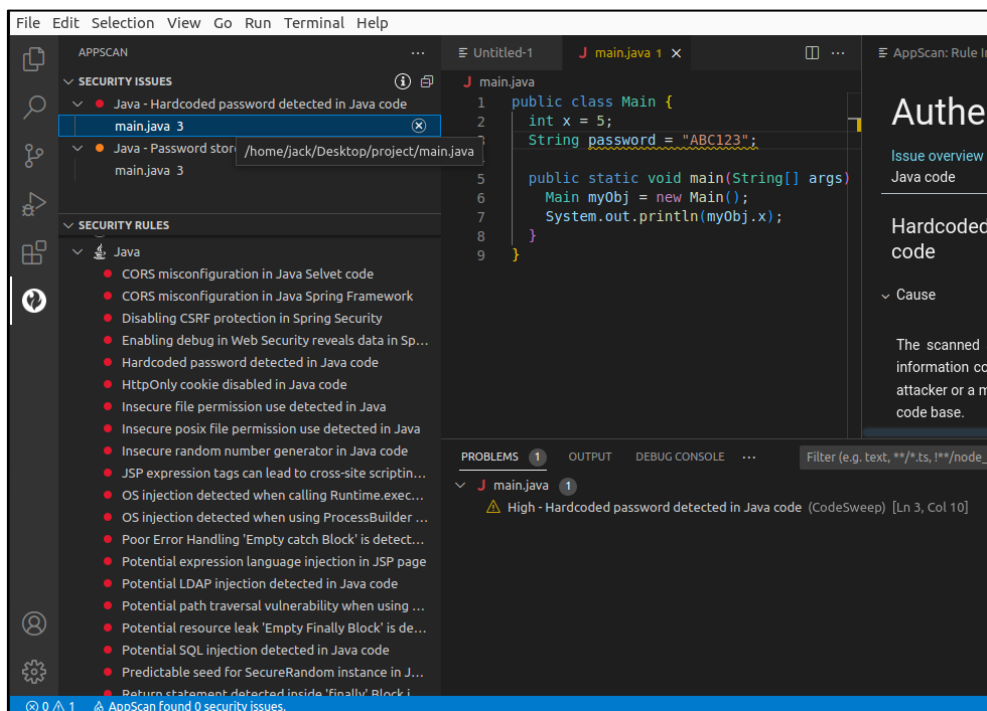 File Edit Selection View Go Run Terminal Help
APPSCAN
SECURITY ISSUES
Java - Hardcoded password detected in Java code
main.java 3
Java - Password stor
/home/jack/Desktop/project/main.java
main.java 3
SECURITY RULES
Java
CORS misconfiguration in Java Selvet code
CORS misconfiguration in Java Spring Framework
Disabling CSRF protection in Spring Security
Enabling debug in Web Security reveals data in Sp...
Hardcoded password detected in Java code
HttpOnly cookie disabled in Java code
Insecure file permission use detected in Java
Insecure posix file permission use detected in Java
Insecure random number generator in Java code
JSP expression tags can lead to cross-site scriptin...
OS injection detected when calling Runtime.exec...
OS injection detected when using ProcessBuilder ...
Poor Error Handling 'Empty catch Block' is detect...
Potential expression language injection in JSP page
Potential LDAP injection detected in Java code
Potential path traversal vulnerability when using ...
Potential resource leak 'Empty Finally Block' is de...
Potential SQL injection detected in Java code
Predictable seed for SecureRandom instance in J...
Return statement detected inside 'finally' Block i
Untitled-1
J main.java 1
J main.java
1 public class Main {
2 int x = 5;
3 String password = "ABC123";
5 public static void main(String[] args)
6 Main myObj = new Main();
7 System.out.println(myObj.x);
8 }
9 }
AppScan: Rule I
Authe
Issue overview
Java code
Hardcoded
code
Cause
The scanned
information co
attacker or a m
code base.
PROBLEMS 1 OUTPUT DEBUG CONSOLE ...
Filter (e.g. text, **/*.ts, !**/node_
J main.java 1
High - Hardcoded password detected in Java code (CodeSweep) [Ln 3, Col 10]
0 1 AppScan found 0 security issues.